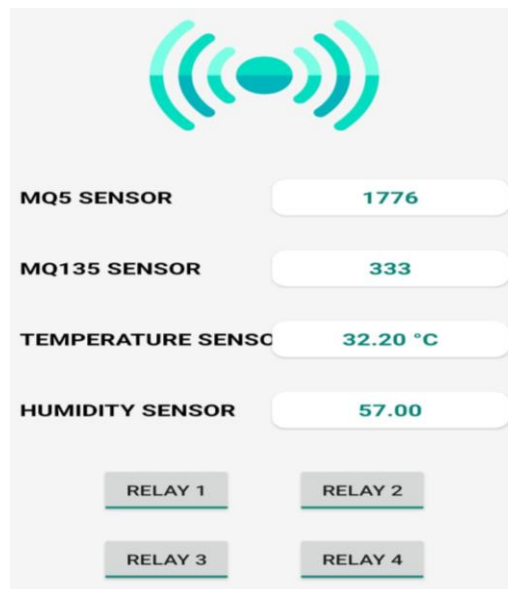 MQ5 SENSOR 1776
MQ135 SENSOR 333
TEMPERATURE SENSO 32.20 °C
HUMIDITY SENSOR 57.00
RELAY 1 RELAY 2
RELAY 3 RELAY 4